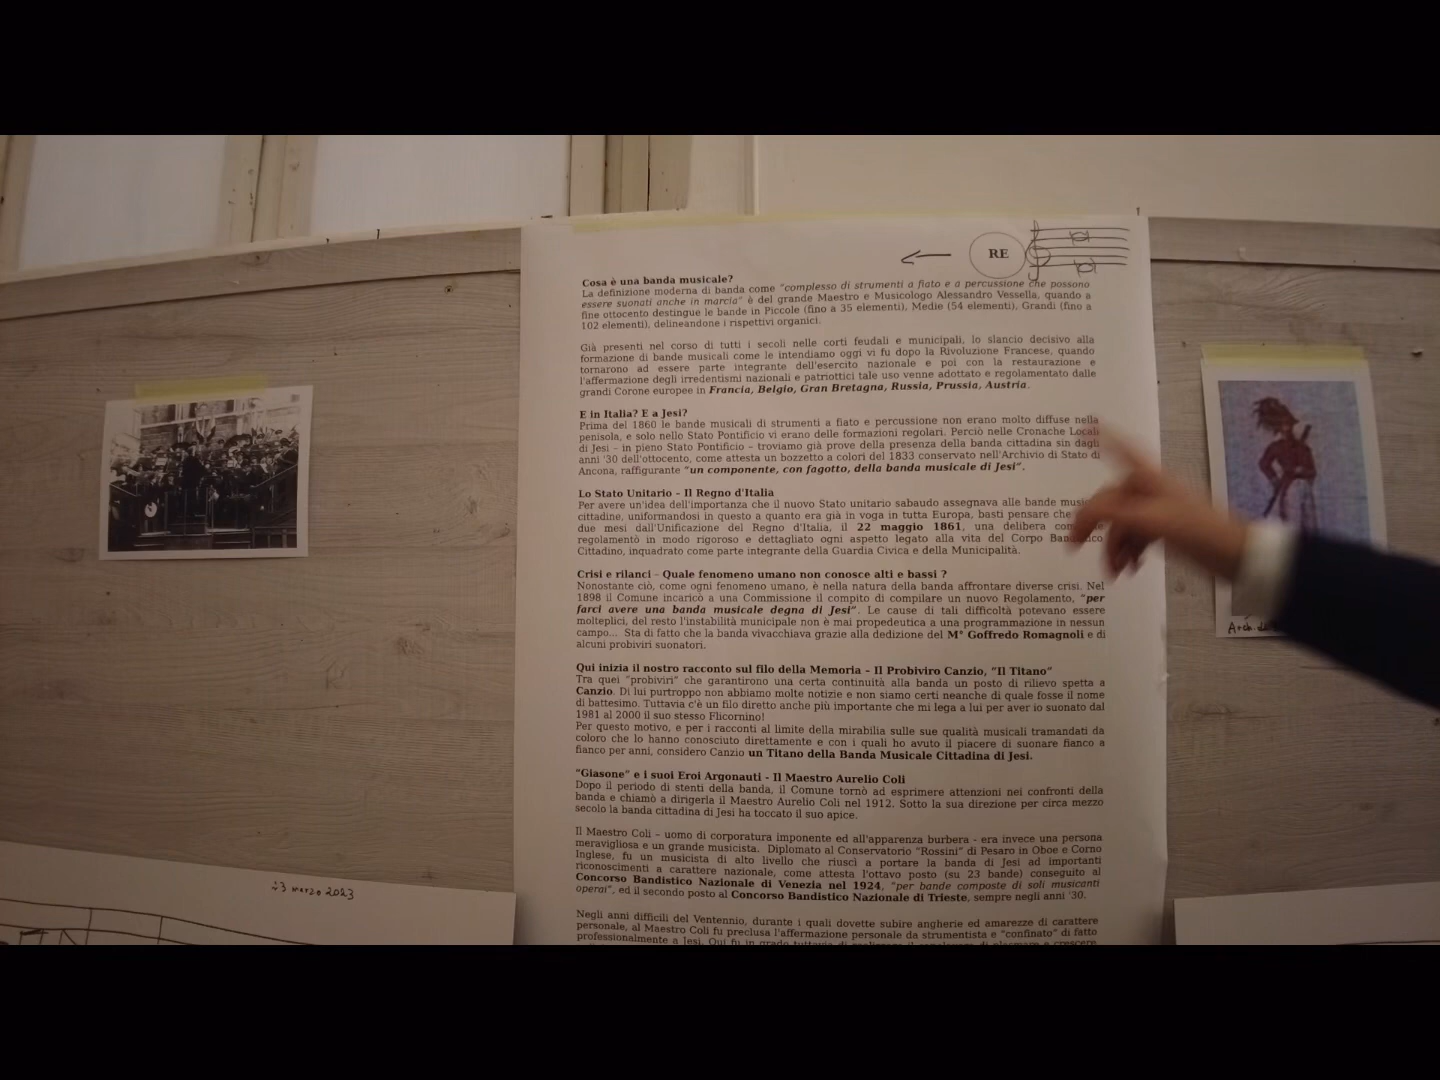 RE
Cosa è una banda musicale?
La definizione moderna di banda come "complesso di strumenti a fiato e a percussione che possono
essere suonati anche in marcia" è del grande Maestro e Musicologo Alessandro Vessella, quando a
fine ottocento destingue le bande in Piccole (fino a 35 elementi), Medie (54 elementi), Grandi (fino a
102 elementi), delineandone i rispettivi organici.
Già presenti nel corso di tutti i secoli nelle corti feudali e municipali, lo slancio decisivo alla
formazione di bande musicali come le intendiamo oggi vi fu dopo la Rivoluzione Francese, quando
tornarono ad essere parte integrante dell'esercito nazionale e poi con la restaurazione e
l'affermazione degli irredentismi nazionali e patriottici tale uso venne adottato e regolamentato dalle
grandi Corone europee in Francia, Belgio, Gran Bretagna, Russia, Prussia, Austria.
E in Italia? E a Jesi?
Prima del 1860 le bande musicali di strumenti a fiato e percussione non erano molto diffuse nella
penisola, e solo nello Stato Pontificio vi erano delle formazioni regolari. Perciò nelle Cronache Locali
di Jesi – in pieno Stato Pontificio – troviamo già prove della presenza della banda cittadina sin dagli
anni '30 dell'ottocento, come attesta un bozzetto a colori del 1833 conservato nell'Archivio di Stato di
Ancona, raffigurante "un componente, con fagotto, della banda musicale di Jesi".
Lo Stato Unitario – Il Regno d'Italia
Per avere un'idea dell'importanza che il nuovo Stato unitario sabaudo assegnava alle bande
cittadine, uniformandosi in questo a quanto era già in voga in tutta Europa, basti pensare che
due mesi dall'Unificazione del Regno d'Italia, il 22 maggio 1861, una delibera
regolamentò in modo rigoroso e dettagliato ogni aspetto legato alla vita del Corpo
Cittadino, inquadrato come parte integrante della Guardia Civica e della Municipalità.
Crisi e rilanci – Quale fenomeno umano non conosce alti e bassi ?
Nonostante ciò, come ogni fenomeno umano, è nella natura della banda affrontare diverse crisi. Nel
1898 il Comune incaricò a una Commissione il compito di compilare un nuovo Regolamento, "per
farci avere una banda musicale degna di Jesi". Le cause di tali difficoltà potevano essere
molteplici, del resto l'instabilità municipale non è mai propedeutica a una programmazione in nessun
campo... Sta di fatto che la banda vivacchiava grazie alla dedizione del M° Goffredo Romagnoli e di
alcuni probiviri suonatori.
Qui inizia il nostro racconto sul filo della Memoria – Il Probiviro Canzio, "Il Titano"
Tra quei "probiviri" che garantirono una certa continuità alla banda un posto di rilievo spetta a
Canzio. Di lui purtroppo non abbiamo molte notizie e non siamo certi neanche di quale fosse il nome
di battesimo. Tuttavia c'è un filo diretto anche più importante che mi lega a lui per aver io suonato dal
1981 al 2000 il suo stesso Flicornino!
Per questo motivo, e per i racconti al limite della mirabilia sulle sue qualità musicali tramandati da
coloro che lo hanno conosciuto direttamente e con i quali ho avuto il piacere di suonare fianco a
fianco per anni, considero Canzio un Titano della Banda Musicale Cittadina di Jesi.
"Giasone" e i suoi Eroi Argonauti - Il Maestro Aurelio Coli
Dopo il periodo di stenti della banda, il Comune tornò ad esprimere attenzioni nei confronti della
banda e chiamò a dirigerla il Maestro Aurelio Coli nel 1912. Sotto la sua direzione per circa mezzo
secolo la banda cittadina di Jesi ha toccato il suo apice.
Il Maestro Coli – uomo di corporatura imponente ed all'apparenza burbera - era invece una persona
meravigliosa e un grande musicista. Diplomato al Conservatorio "Rossini" di Pesaro in Oboe e Corno
Inglese, fu un musicista di alto livello che riuscì a portare la banda di Jesi ad importanti
riconoscimenti a carattere nazionale, come attesta l'ottavo posto (su 23 bande) conseguito al
Concorso Bandistico Nazionale di Venezia nel 1924, "per bande composte di soli musicanti
operai", ed il secondo posto al Concorso Bandistico Nazionale di Trieste, sempre negli anni '30.
Negli anni difficili del Ventennio, durante i quali dovette subire angherie ed amarezze di carattere
personale, al Maestro Coli fu preclusa l'affermazione personale da strumentista e "confinato" di fatto
professionalmente a Jesi. Qui fu in grado tuttavia di
Arch.
23 marzo 2023